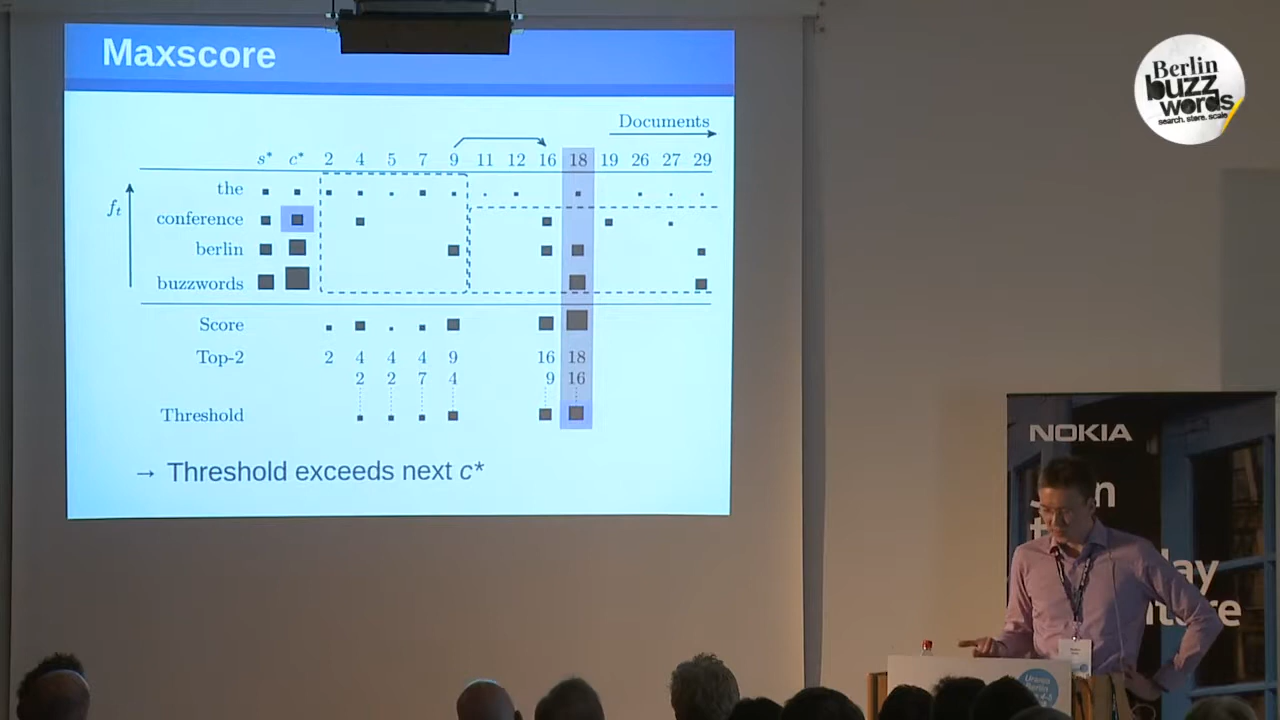 Maxscore
Berlin
buzz
words
search. store. scale
Documents
s* c* 2 4 5 7 9 11 12 16 18 19 26 27 29
the
f_t
conference
berlin
buzzwords
Score
Top-2 2 4 4 4 9 16 18
2 2 7 4 9 16
Threshold
→ Threshold exceeds next c*
NOKIA
Urania
Berlin